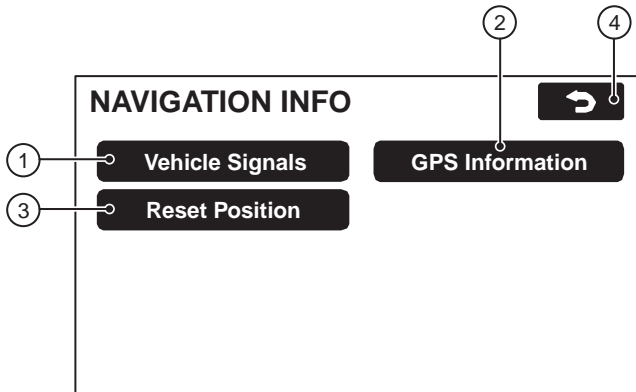 2
4
NAVIGATION INFO
1
Vehicle Signals
GPS Information
3
Reset Position